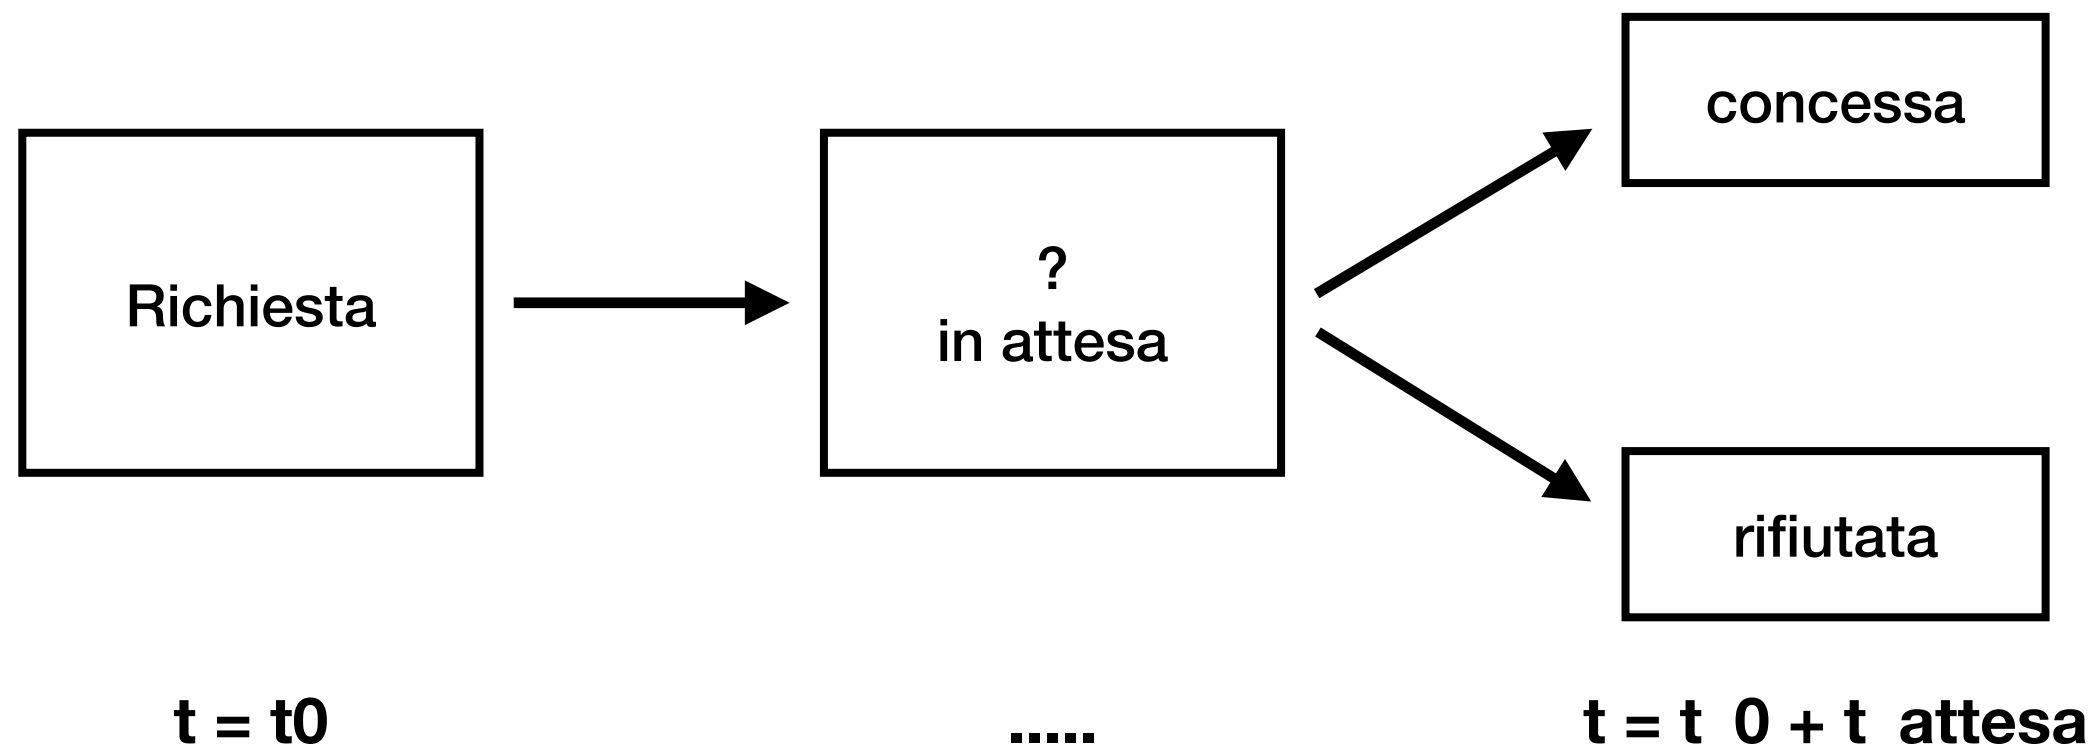 Richiesta
?
in attesa
concessa
rifiutata
t = t0
.....
t = t 0 + t attesa